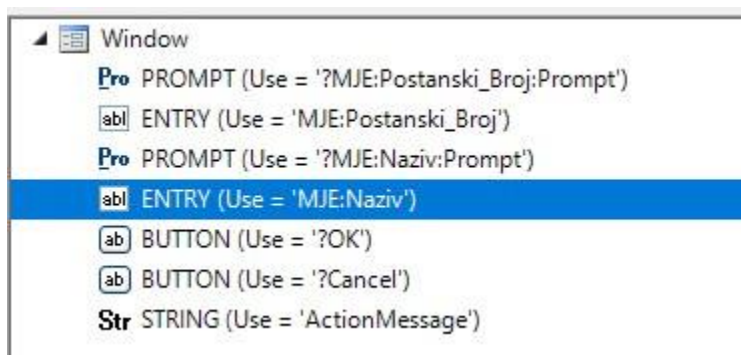 Window
Pro PROMPT (Use = '?MJE:Postanski_Broj:Prompt')
abl ENTRY (Use = 'MJE:Postanski_Broj')
Pro PROMPT (Use = '?MJE:Naziv:Prompt')
abl ENTRY (Use = 'MJE:Naziv')
ab BUTTON (Use = '?OK')
ab BUTTON (Use = '?Cancel')
Str STRING (Use = 'ActionMessage')